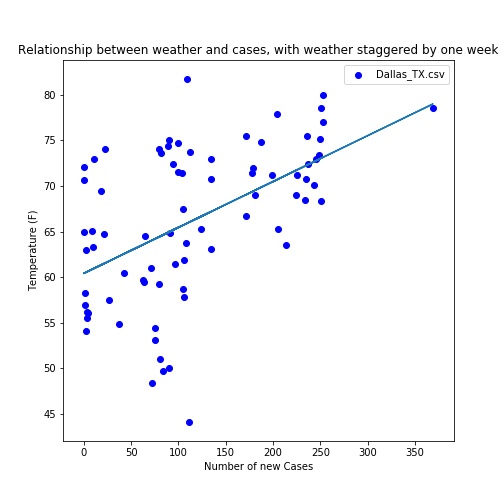 Relationship between weather and cases, with weather staggered by one week
Dallas_TX.csv
80
75
70
65
60
55
50
45
Temperature (F)
0 50 100 150 200 250 300 350
Number of new Cases